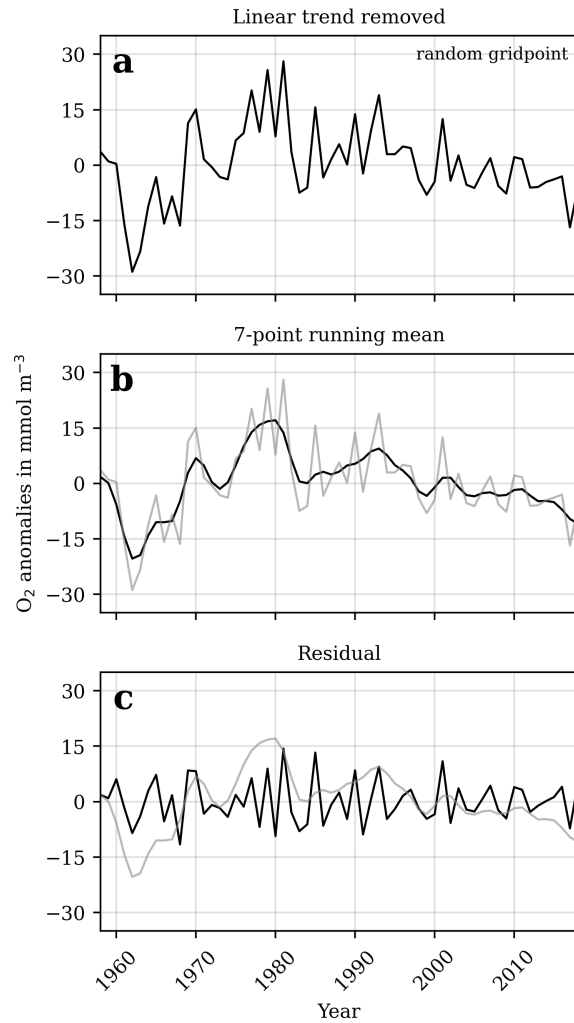 Linear trend removed
a
random gridpoint
30
15
0
−15
−30
7-point running mean
b
30
15
0
−15
−30
O₂ anomalies in mmol m⁻³
Residual
c
30
15
0
−15
−30
1960 1970 1980 1990 2000 2010
Year